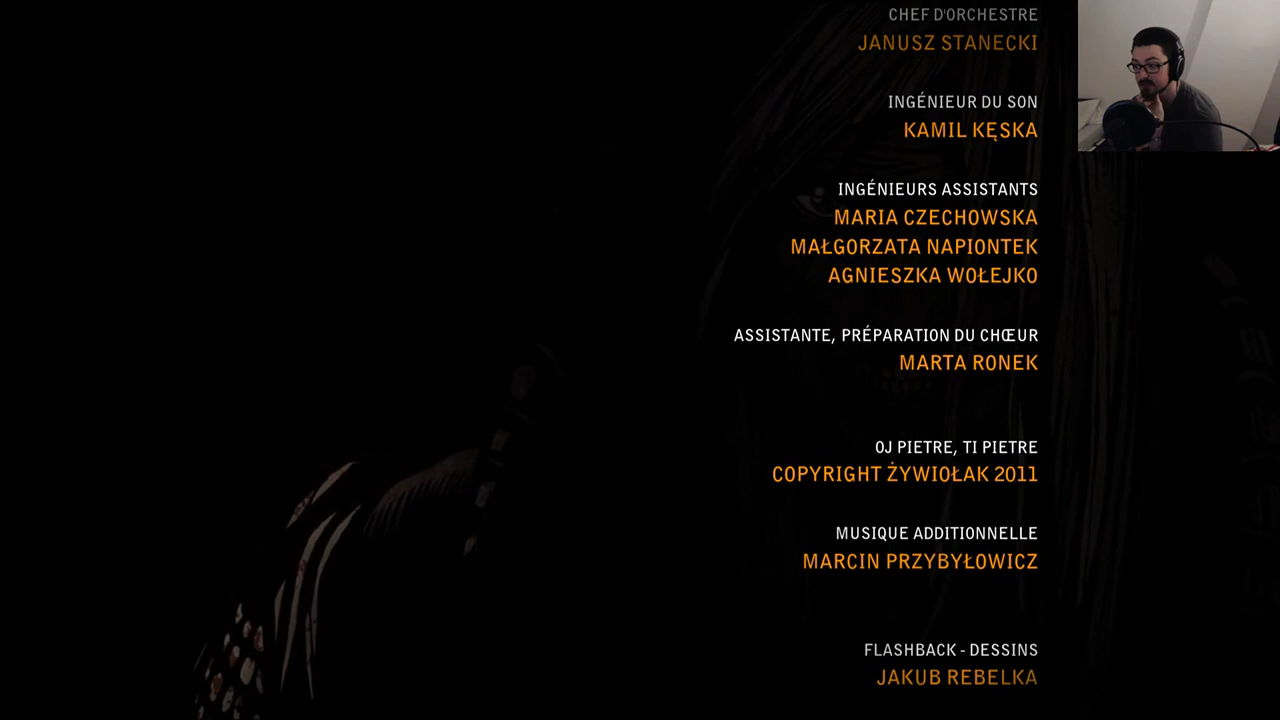 CHEF D'ORCHESTRE
JANUSZ STANECKI
INGÉNIEUR DU SON
KAMIL KĘSKA
INGÉNIEURS ASSISTANTS
MARIA CZECHOWSKA
MAŁGORZATA NAPIONTEK
AGNIESZKA WOŁEJKO
ASSISTANTE, PRÉPARATION DU CHŒUR
MARTA RONEK
OJ PIETRE, TI PIETRE
COPYRIGHT ŻYWIOŁAK 2011
MUSIQUE ADDITIONNELLE
MARCIN PRZYBYŁOWICZ
FLASHBACK - DESSINS
JAKUB REBELKA